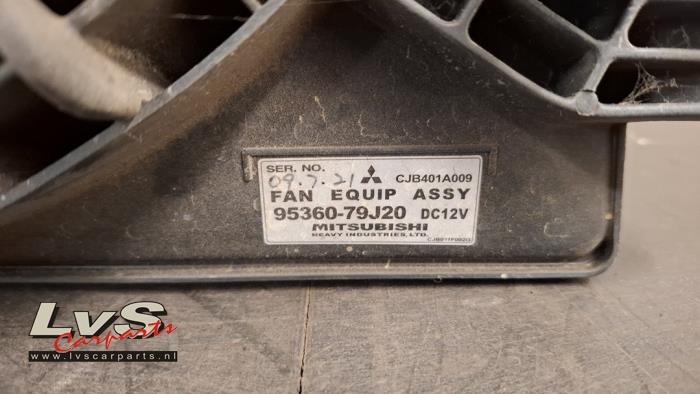 SER. NO.
09.7.21 CJB401A009
FAN EQUIP ASSY
95360-79J20 DC12V
MITSUBISHI
HEAVY INDUSTRIES, LTD.
LvS
Carparts
www.lvscarparts.nl